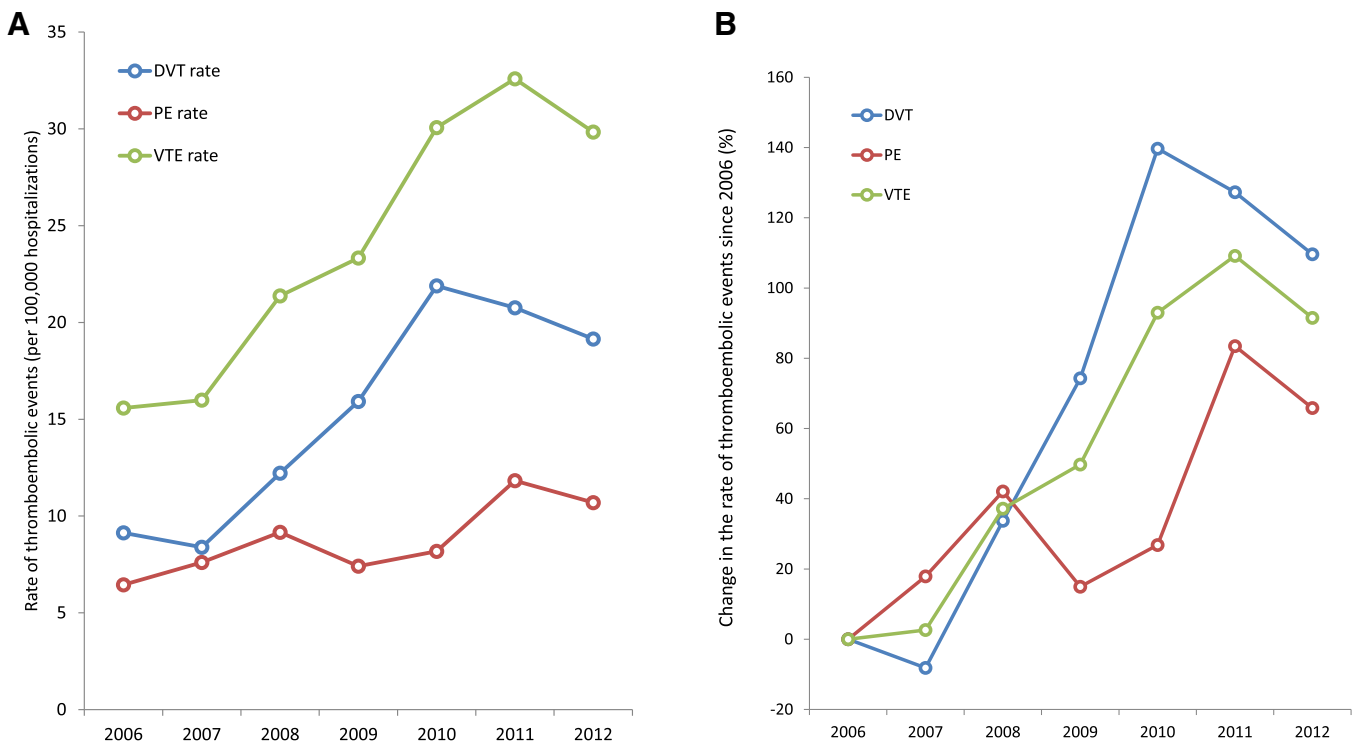 A
Rate of thromboembolic events (per 100,000 hospitalizations)
35
30
25
20
15
10
5
0
DVT rate
PE rate
VTE rate
2006 2007 2008 2009 2010 2011 2012
B
Change in the rate of thromboembolic events since 2006 (%)
160
140
120
100
80
60
40
20
0
-20
DVT
PE
VTE
2006 2007 2008 2009 2010 2011 2012